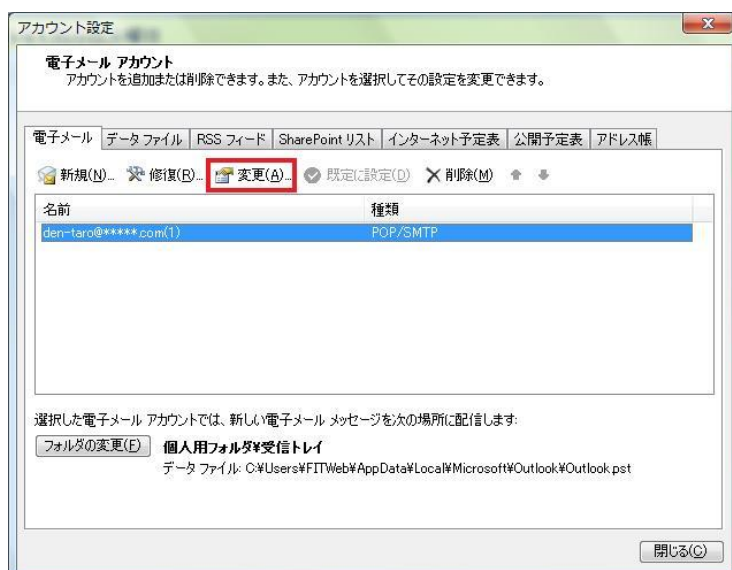 アカウント設定
電子メール アカウント
アカウントを追加または削除できます。また、アカウントを選択してその設定を変更できます。
電子メール データ ファイル RSS フィード SharePoint リスト インターネット予定表 公開予定表 アドレス帳
新規(N)... 修復(R)... 変更(A)... 既定に設定(D) 削除(M)
名前 種類
den-taro@*****.com(1) POP/SMTP
選択した電子メール アカウントでは、新しい電子メール メッセージを次の場所に配信します:
フォルダの変更(F) 個人用フォルダ¥受信トレイ
データ ファイル: C:¥Users¥FITWeb¥AppData¥Local¥Microsoft¥Outlook¥Outlook.pst
閉じる(C)